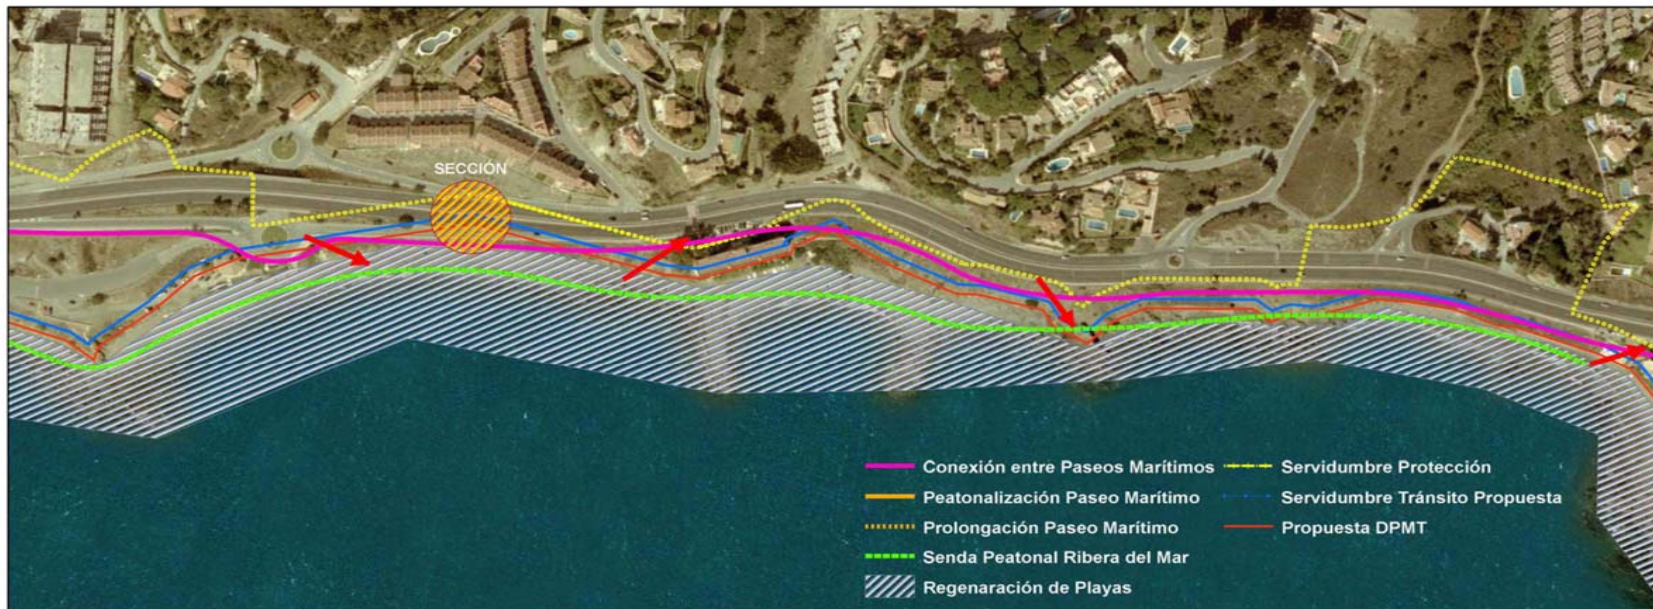 SECCIÓN
Conexión entre Paseos Marítimos
Peatonalización Paseo Marítimo
Prolongación Paseo Marítimo
Senda Peatonal Ribera del Mar
Regenaración de Playas
Servidumbre Protección
Servidumbre Tránsito Propuesta
Propuesta DPMT